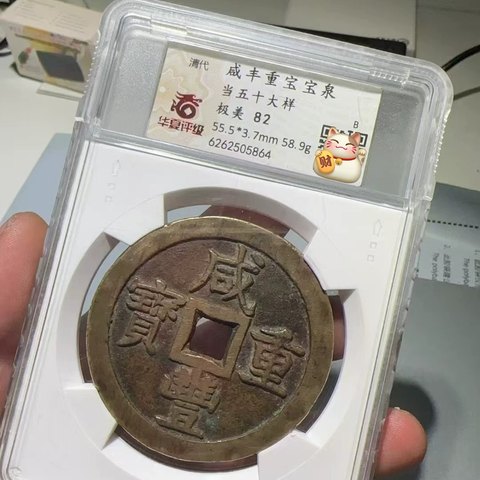 清代
咸丰重宝宝泉
当五十大样
极美 82
55.5*3.7mm 58.9g
6262505864
B
华夏评级
财
咸
豐
重
寶